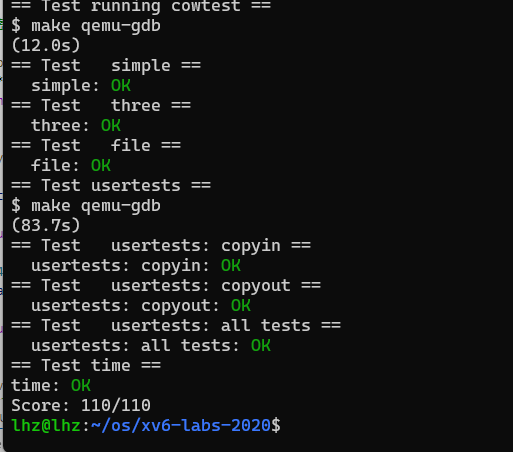 == Test running cowtest ==
$ make qemu-gdb
(12.0s)
== Test   simple ==
  simple: OK
== Test   three ==
  three: OK
== Test   file ==
  file: OK
== Test usertests ==
$ make qemu-gdb
(83.7s)
== Test   usertests: copyin ==
  usertests: copyin: OK
== Test   usertests: copyout ==
  usertests: copyout: OK
== Test   usertests: all tests ==
  usertests: all tests: OK
== Test time ==
time: OK
Score: 110/110
lhz@lhz:~/os/xv6-labs-2020$